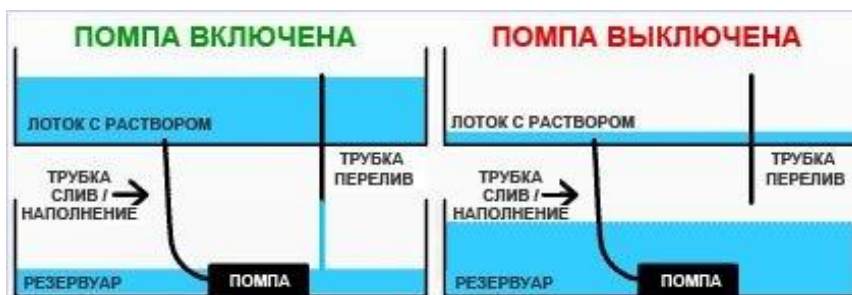 ПОМПА ВКЛЮЧЕНА
ЛОТОК С РАСТВОРОМ
ТРУБКА
СЛИВ /
НАПОЛНЕНИЕ
ТРУБКА
ПЕРЕЛИВ
РЕЗЕРВУАР
ПОМПА
ПОМПА ВЫКЛЮЧЕНА
ЛОТОК С РАСТВОРОМ
ТРУБКА
СЛИВ /
НАПОЛНЕНИЕ
ТРУБКА
ПЕРЕЛИВ
РЕЗЕРВУАР
ПОМПА